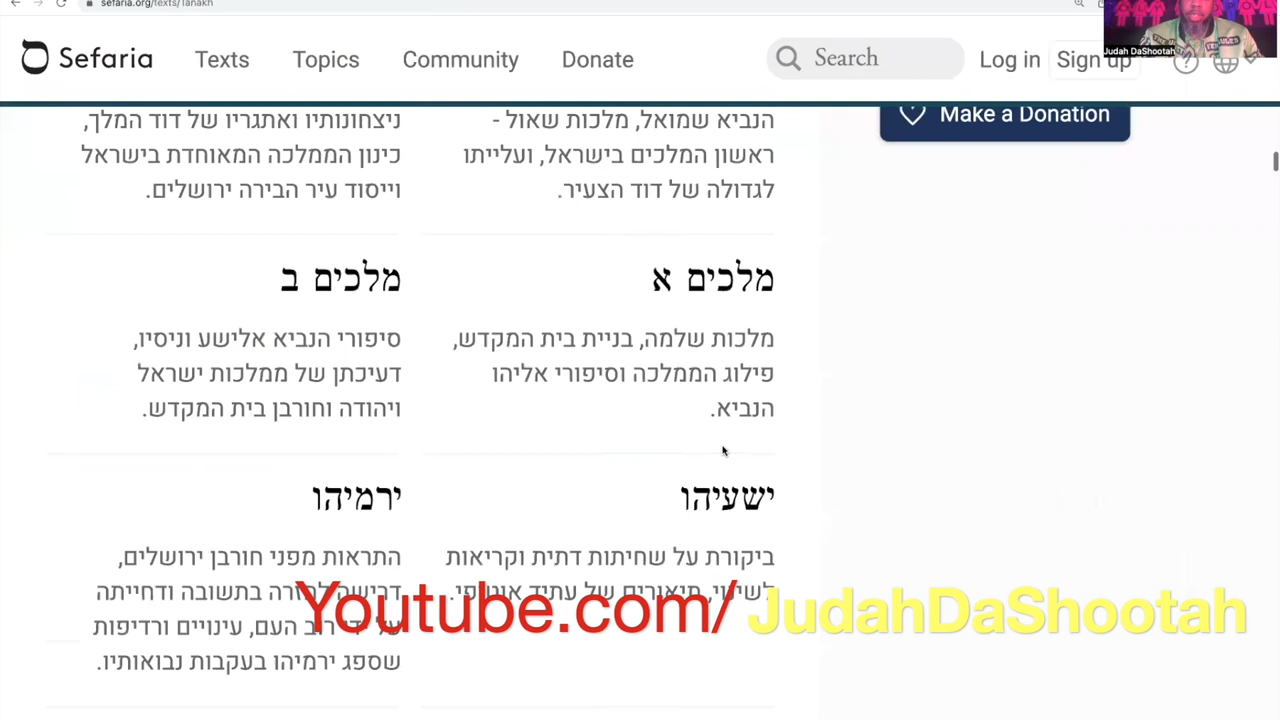 sefaria.org/texts/Tanakh
Sefaria Texts Topics Community Donate Search Log in Sign up
Judah DaShootah
Make a Donation
הנביא שמואל, מלכות שאול -
ראשון המלכים בישראל, ועלייתו
לגדולה של דוד הצעיר.
ניצחונותיו ואתגריו של דוד המלך,
כינון הממלכה המאוחדת בישראל
וייסוד עיר הבירה ירושלים.
מלכים א
מלכות שלמה, בניית בית המקדש,
פילוג הממלכה וסיפורי אליהו
הנביא.
מלכים ב
סיפורי הנביא אלישע וניסיו,
דעיכתן של ממלכות ישראל
ויהודה וחורבן בית המקדש.
ישעיהו
ביקורת על שחיתות דתית וקריאות
של עתיד
ירמיהו
התראות מפני חורבן ירושלים,
בתשובה ודחייתה
העם, עינויים ורדיפות
שספג ירמיהו בעקבות נבואותיו.
Youtube.com/JudahDaShootah